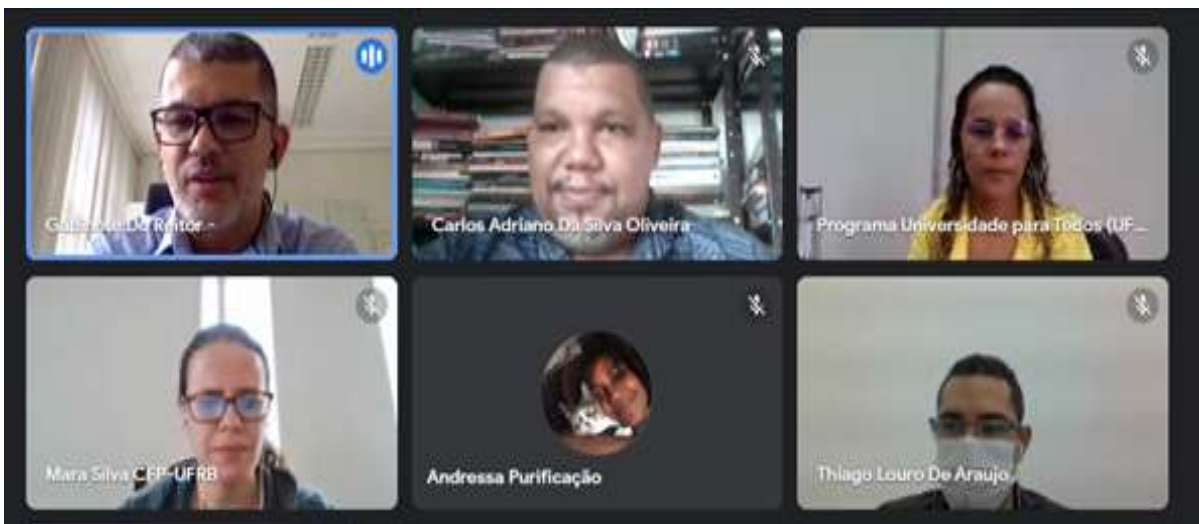 Gabinete Do Reitor -
Carlos Adriano Da Silva Oliveira
Programa Universidade para Todos (UF...
Mara Silva CFP-UFRB
Andressa Purificação
Thiago Louro De Araujo